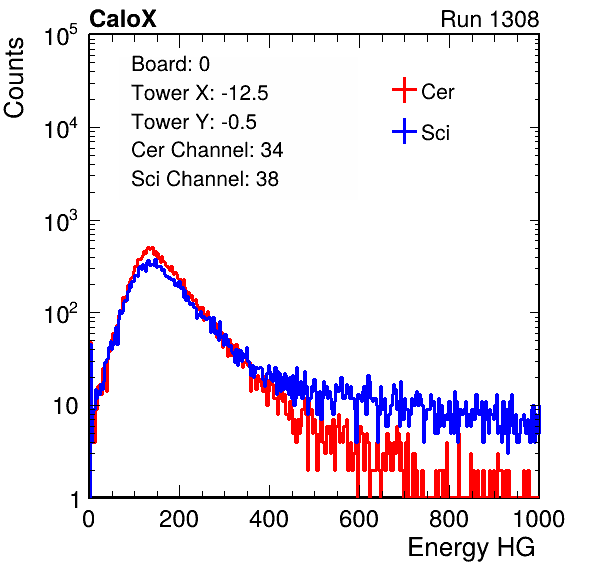 CaloX Run 1308
Counts
10^5
10^4
10^3
10^2
10
1
Board: 0
Tower X: -12.5
Tower Y: -0.5
Cer Channel: 34
Sci Channel: 38
Cer
Sci
0 200 400 600 800 1000
Energy HG